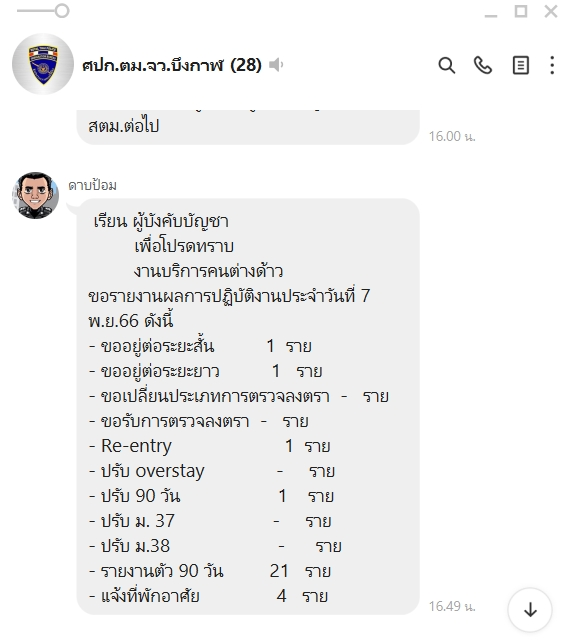 ศปก.ตม.จว.บึงกาฬ (28)
สตม.ต่อไป
16.00 น.
ดาบป้อม
เรียน ผู้บังคับบัญชา
เพื่อโปรดทราบ
งานบริการคนต่างด้าว
ขอรายงานผลการปฏิบัติงานประจำวันที่ 7
พ.ย.66 ดังนี้
- ขออยู่ต่อระยะสั้น 1 ราย
- ขออยู่ต่อระยะยาว 1 ราย
- ขอเปลี่ยนประเภทการตรวจลงตรา - ราย
- ขอรับการตรวจลงตรา - ราย
- Re-entry 1 ราย
- ปรับ overstay - ราย
- ปรับ 90 วัน 1 ราย
- ปรับ ม. 37 - ราย
- ปรับ ม.38 - ราย
- รายงานตัว 90 วัน 21 ราย
- แจ้งที่พักอาศัย 4 ราย
16.49 น.